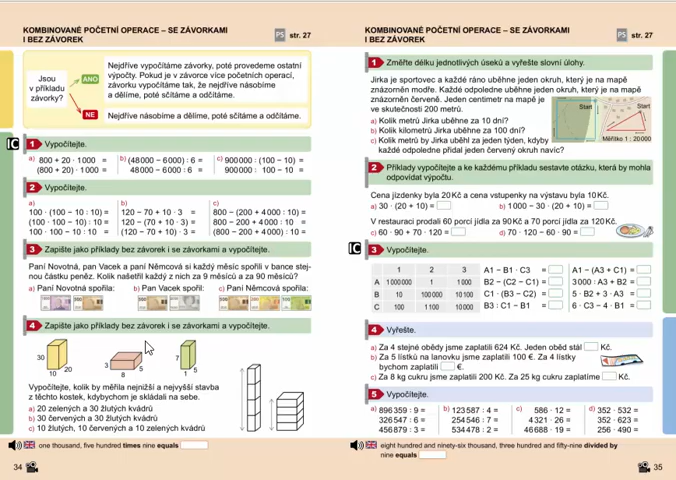 KOMBINOVANÉ POČETNÍ OPERACE – SE ZÁVORKAMI
I BEZ ZÁVOREK
PS str. 27
Jsou
v příkladu
závorky?
ANO
Nejdříve vypočítáme závorky, poté provedeme ostatní
výpočty. Pokud je v závorce více početních operací,
závorku vypočítáme tak, že nejdříve násobíme
a dělíme, poté sčítáme a odčítáme.
NE
Nejdříve násobíme a dělíme, poté sčítáme a odčítáme.
1 Vypočítejte.
a) 800 + 20 · 1000 =
(800 + 20) · 1000 =
b) (48000 – 6000) : 6 =
48000 – 6000 : 6 =
c) 900000 : (100 – 10) =
900000 : 100 – 10 =
2 Vypočítejte.
a)
100 · (100 – 10 : 10) =
(100 · 100 – 10) : 10 =
100 · 100 – 10 : 10 =
b)
120 – 70 + 10 · 3 =
120 – (70 + 10 · 3) =
(120 – 70 + 10) · 3 =
c)
800 – (200 + 4000 : 10) =
800 – 200 + 4000 : 10 =
(800 – 200 + 4000) : 10 =
3 Zapište jako příklady bez závorek i se závorkami a vypočítejte.
Paní Novotná, pan Vacek a paní Němcová si každý měsíc spořili v bance stej-
nou částku peněz. Kolik našetřil každý z nich za 9 měsíců a za 90 měsíců?
a) Paní Novotná spořila:
b) Pan Vacek spořil:
c) Paní Němcová spořila:
4 Zapište jako příklady bez závorek i se závorkami a vypočítejte.
30
10
20
3
8
5
7
1
5
Vypočítejte, kolik by měřila nejnižší a nejvyšší stavba
z těchto kostek, kdybychom je skládali na sebe.
a) 20 zelených a 30 žlutých kvádrů
b) 30 červených a 30 žlutých kvádrů
c) 10 žlutých, 10 červených a 10 zelených kvádrů
one thousand, five hundred times nine equals
34
KOMBINOVANÉ POČETNÍ OPERACE – SE ZÁVORKAMI
I BEZ ZÁVOREK
PS str. 27
1 Změřte délku jednotlivých úseků a vyřešte slovní úlohy.
Jirka je sportovec a každé ráno uběhne jeden okruh, který je na mapě
znázorněn modře. Každé odpoledne uběhne jeden okruh, který je na mapě
znázorněn červeně. Jeden centimetr na mapě je
ve skutečnosti 200 metrů.
a) Kolik metrů Jirka uběhne za 10 dní?
b) Kolik kilometrů Jirka uběhne za 100 dní?
c) Kolik metrů by Jirka uběhl za jeden týden, kdyby
každé odpoledne přidal jeden červený okruh navíc?
Start
Start
Měřítko 1 : 20000
2 Příklady vypočítejte a ke každému příkladu sestavte otázku, která by mohla
odpovídat výpočtu.
Cena jízdenky byla 20 Kč a cena vstupenky na výstavu byla 10 Kč.
a) 30 · (20 + 10) =
b) 1000 – 30 · (20 + 10) =
V restauraci prodali 60 porcí jídla za 90 Kč a 70 porcí jídla za 120 Kč.
c) 60 · 90 + 70 · 120 =
d) 70 · 120 – 60 · 90 =
3 Vypočítejte.
1 2 3
A 1000000 1 1000
B 10 100000 10100
C 100 1100 10000
A1 – B1 · C3 =
B2 – (C2 – C1) =
C1 · (B3 – C2) =
B3 : C1 – B1 =
A1 – (A3 + C1) =
3000 : A3 + B2 =
5 · B2 + 3 · A3 =
6 · C3 – 4 · B1 =
4 Vyřešte.
a) Za 4 stejné obědy jsme zaplatili 624 Kč. Jeden oběd stál Kč.
b) Za 5 lístků na lanovku jsme zaplatili 100 €. Za 4 lístky
bychom zaplatili €.
c) Za 8 kg cukru jsme zaplatili 200 Kč. Za 25 kg cukru zaplatíme Kč.
5 Vypočítejte.
a) 896359 : 9 =
326547 : 6 =
456879 : 3 =
b) 123587 : 4 =
254546 : 7 =
534478 : 2 =
c) 586 · 12 =
4321 · 26 =
46688 · 19 =
d) 352 · 532 =
352 · 623 =
256 · 490 =
eight hundred and ninety-six thousand, three hundred and fifty-nine divided by
nine equals
35